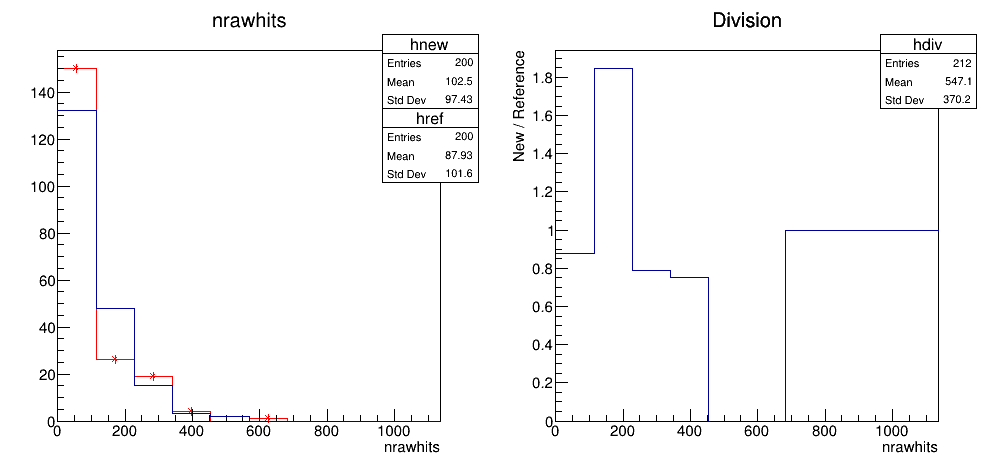 nrawhits
hnew
Entries 200
Mean 102.5
Std Dev 97.43
href
Entries 200
Mean 87.93
Std Dev 101.6
140
120
100
80
60
40
20
0
0 200 400 600 800 1000
nrawhits
Division
hdiv
Entries 212
Mean 547.1
Std Dev 370.2
New / Reference
1.8
1.6
1.4
1.2
1
0.8
0.6
0.4
0.2
0
0 200 400 600 800 1000
nrawhits